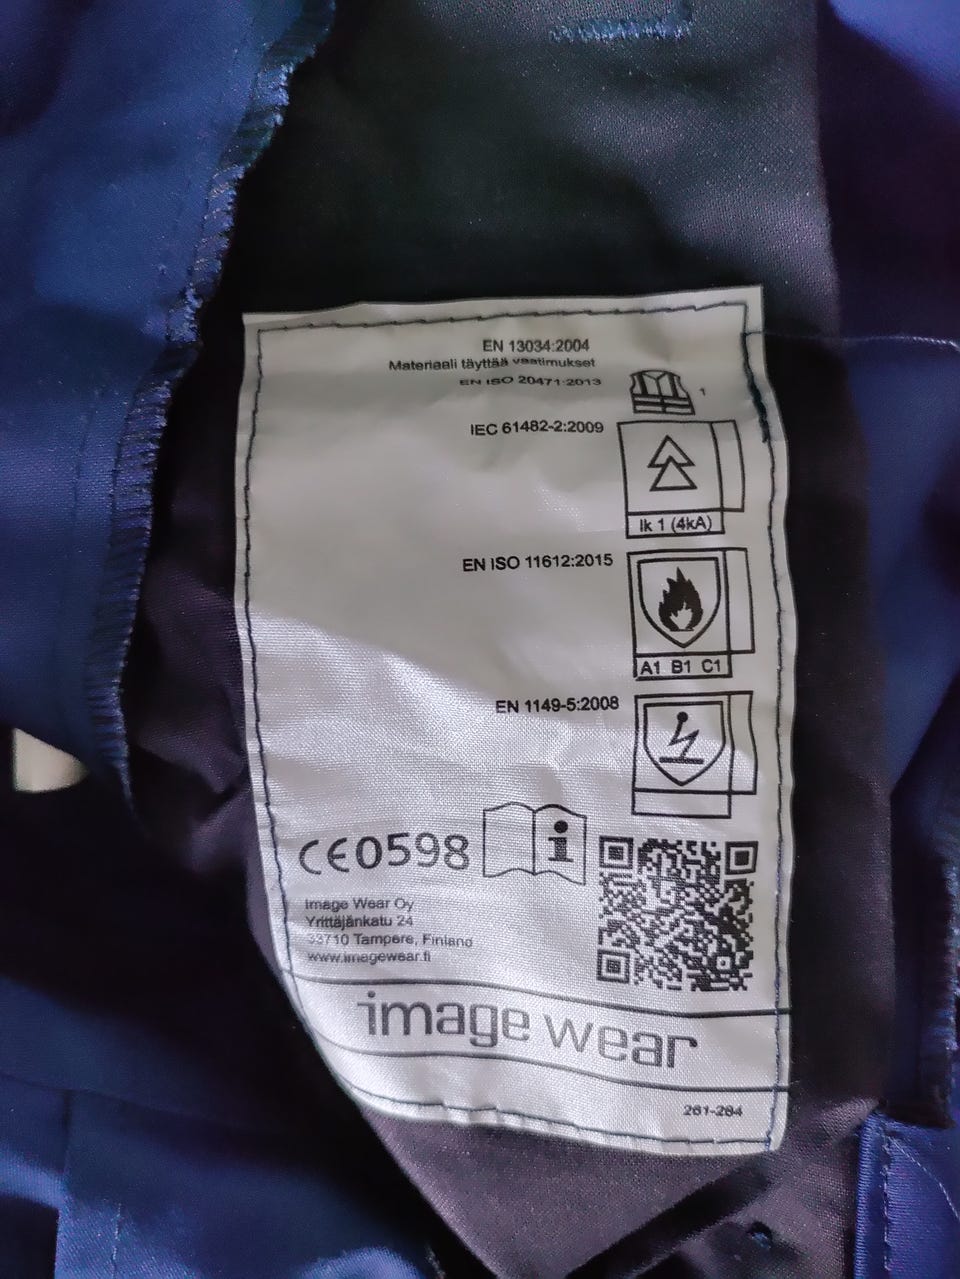 EN 13034:2004
Materiaali täyttää vaatimukset
EN ISO 20471:2013
1
IEC 61482-2:2009
Ik 1 (4kA)
EN ISO 11612:2015
A1 B1 C1
EN 1149-5:2008
CE0598
i
Image Wear Oy
Yrittäjänkatu 24
33710 Tampere, Finland
www.imagewear.fi
image wear
261-264